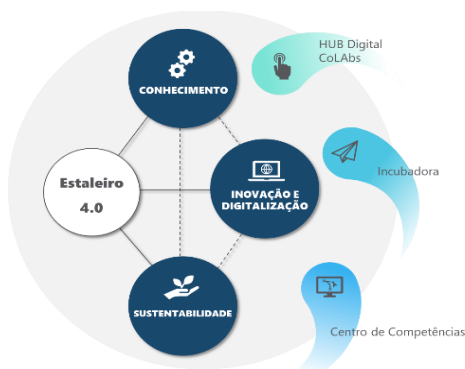 HUB Digital
CoLAbs
CONHECIMENTO
Incubadora
Estaleiro
4.0
INOVAÇÃO E
DIGITALIZAÇÃO
SUSTENTABILIDADE
Centro de Competências